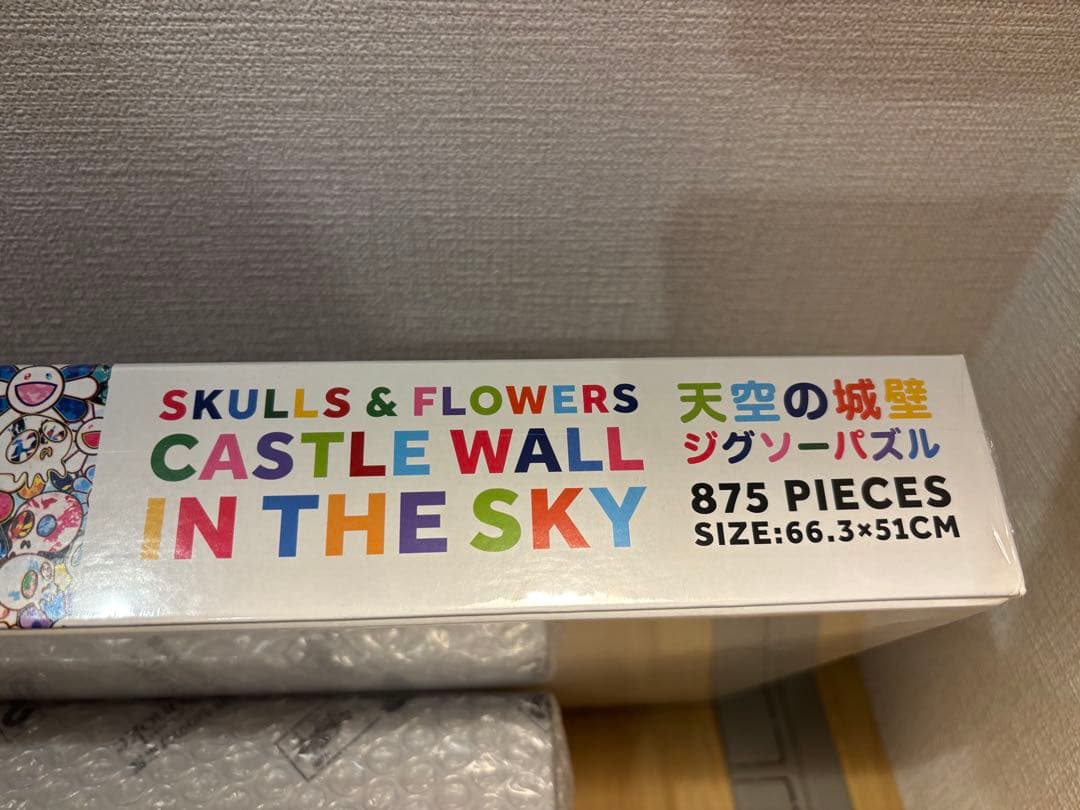 SKULLS & FLOWERS
CASTLE WALL
IN THE SKY
天空の城壁
ジグソーパズル
875 PIECES
SIZE:66.3×51CM